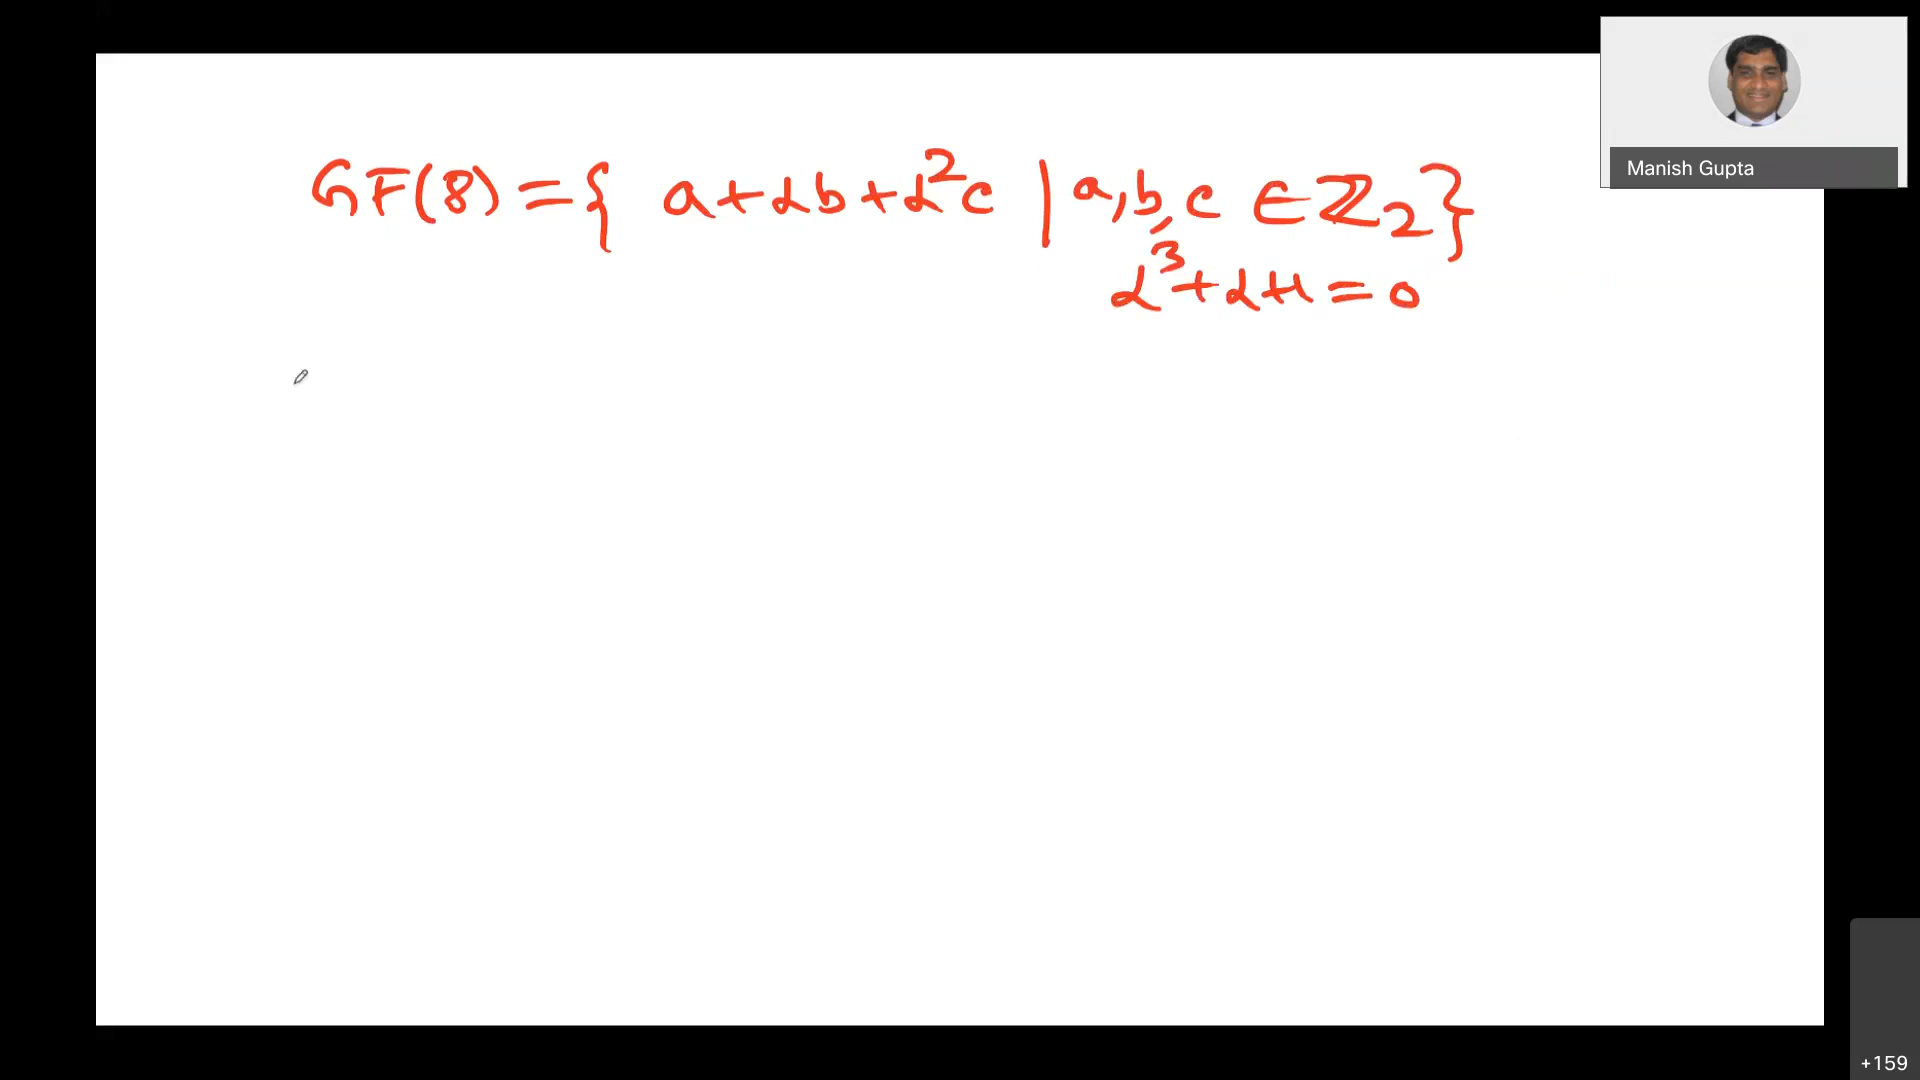 GF(8) = { a+αb+α²c | a,b,c ∈ ℤ₂ }
α³+α+1=0
Manish Gupta
+159